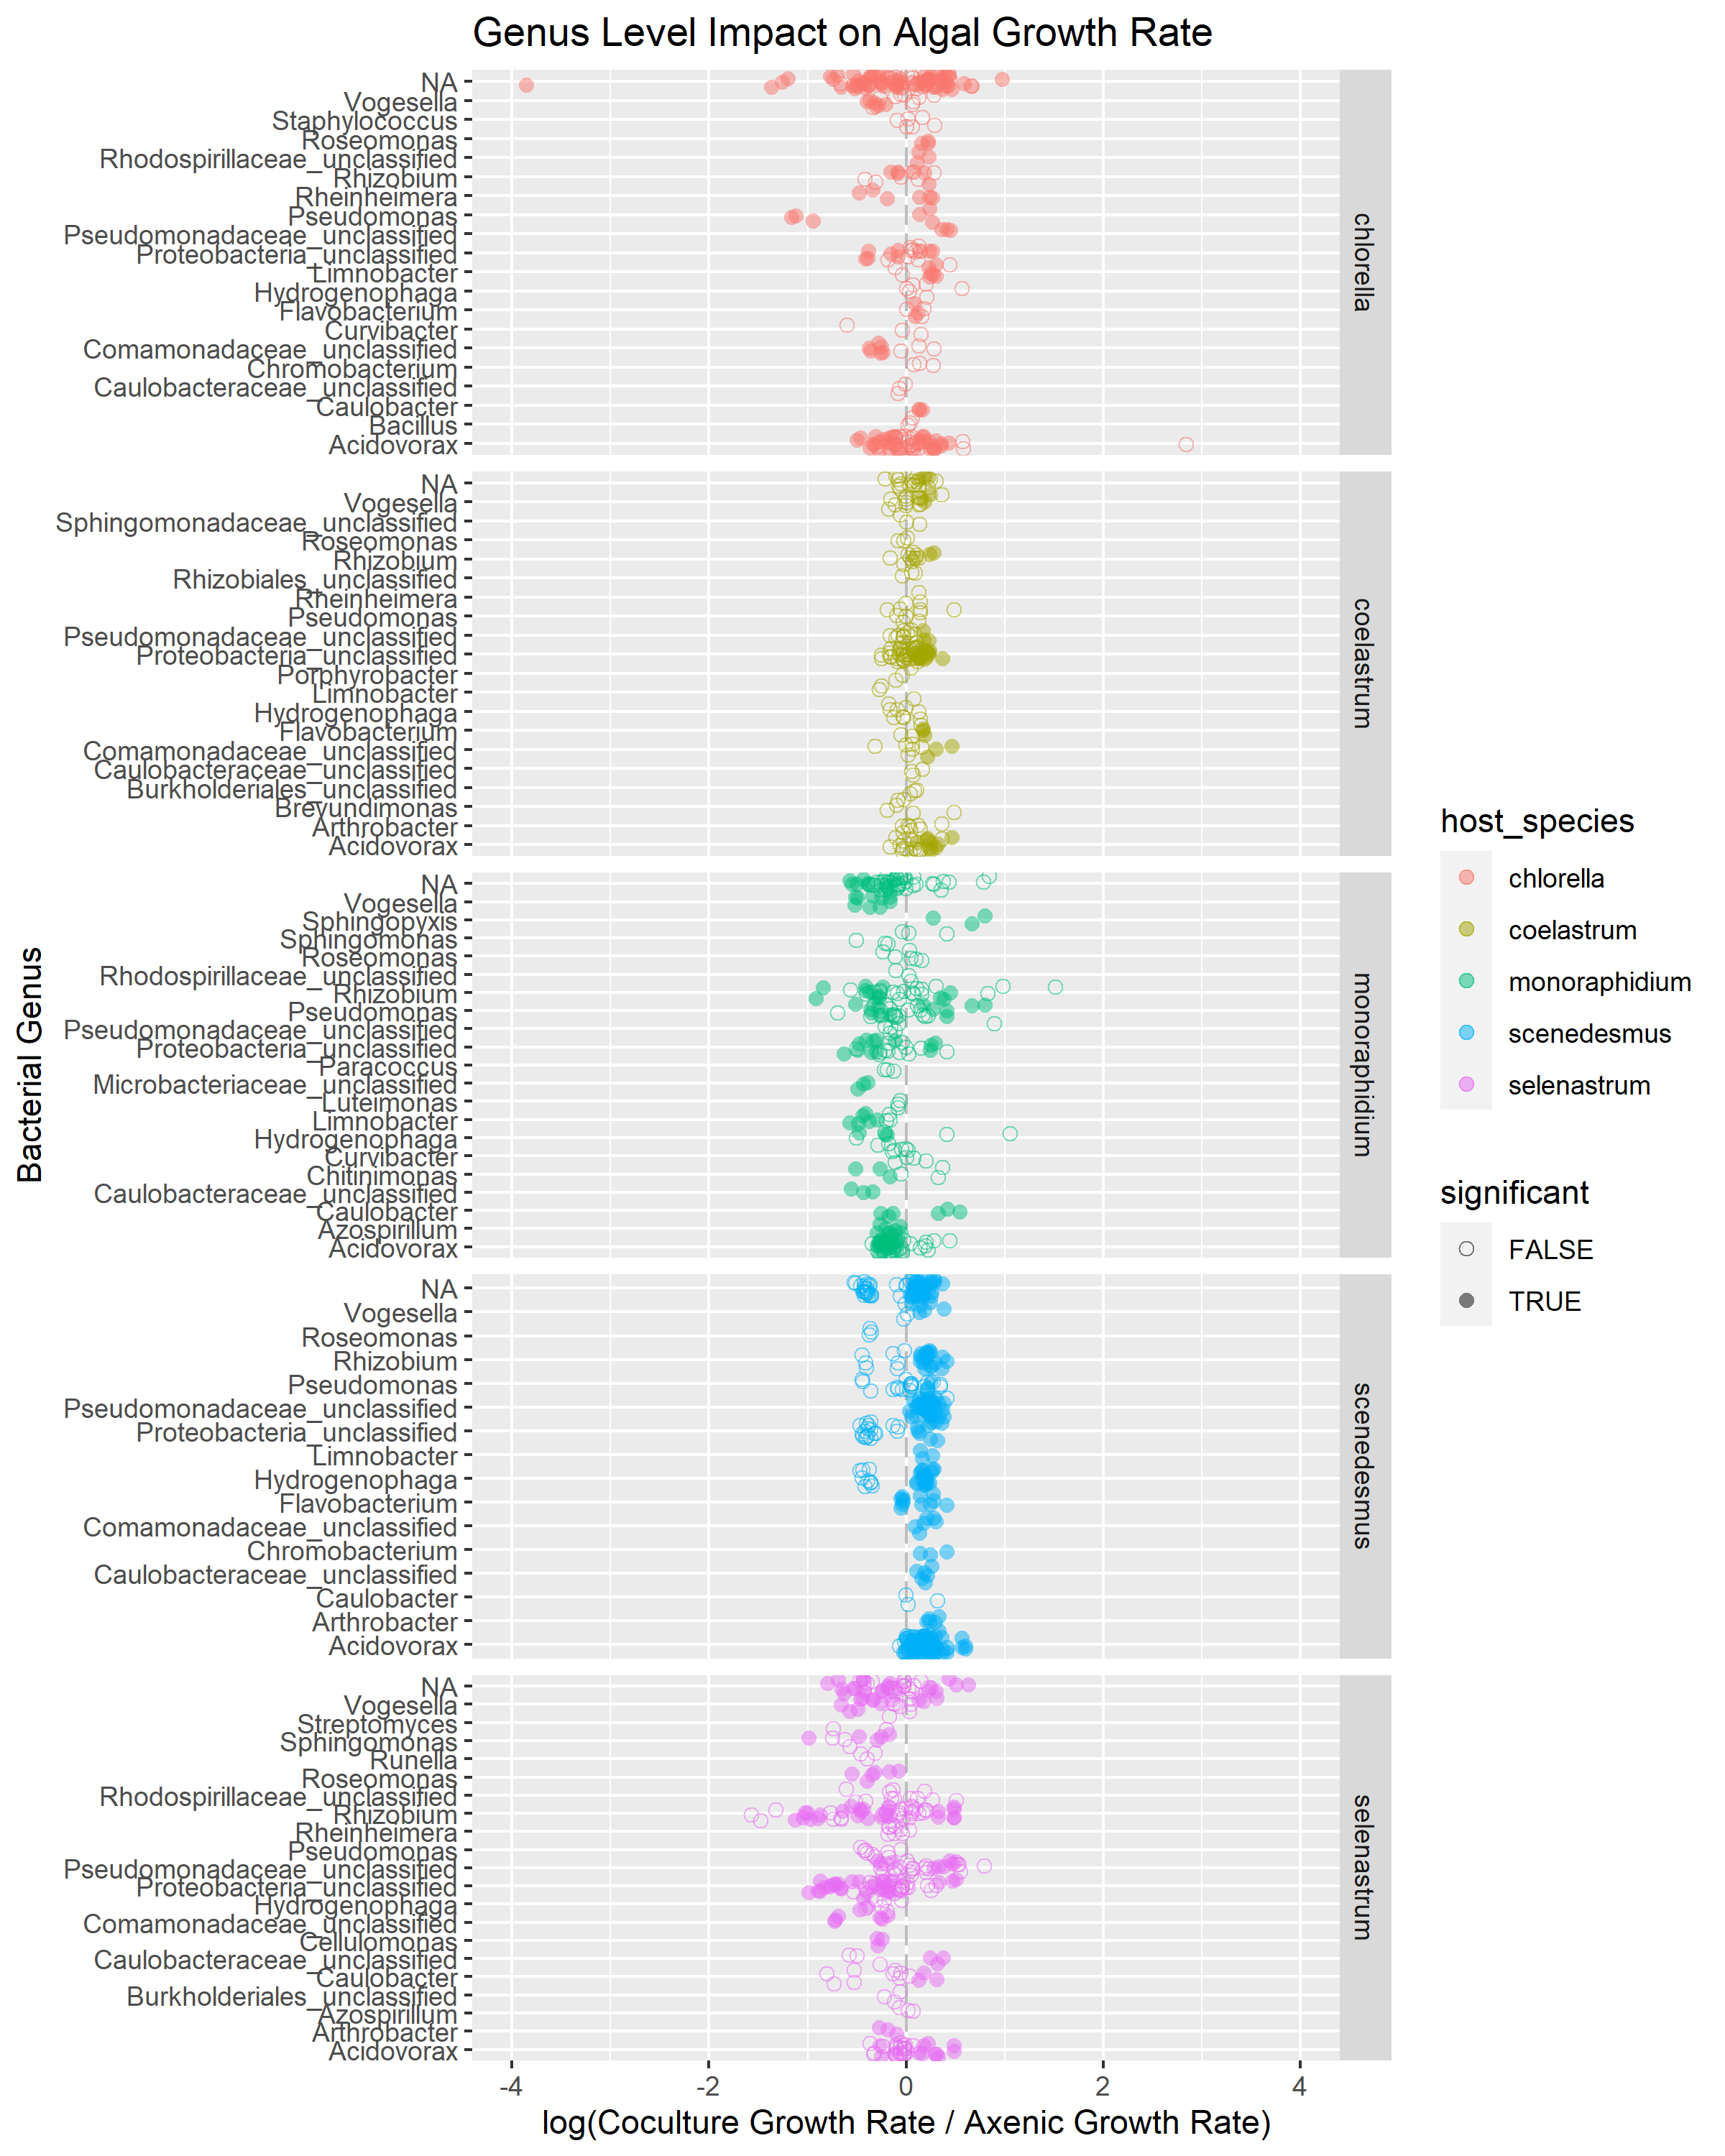 Genus Level Impact on Algal Growth Rate
NA
Vogesella
Staphylococcus
Roseomonas
Rhodospirillaceae_unclassified
Rhizobium
Rheinheimera
Pseudomonas
Pseudomonadaceae_unclassified
Proteobacteria_unclassified
Limnobacter
Hydrogenophaga
Flavobacterium
Curvibacter
Comamonadaceae_unclassified
Chromobacterium
Caulobacteraceae_unclassified
Caulobacter
Bacillus
Acidovorax
chlorella
NA
Vogesella
Sphingomonadaceae_unclassified
Roseomonas
Rhizobium
Rhizobiales_unclassified
Rheinheimera
Pseudomonas
Pseudomonadaceae_unclassified
Proteobacteria_unclassified
Porphyrobacter
Limnobacter
Hydrogenophaga
Flavobacterium
Comamonadaceae_unclassified
Caulobacteraceae_unclassified
Burkholderiales_unclassified
Brevundimonas
Arthrobacter
Acidovorax
coelastrum
NA
Vogesella
Sphingopyxis
Sphingomonas
Roseomonas
Rhodospirillaceae_unclassified
Rhizobium
Pseudomonas
Pseudomonadaceae_unclassified
Proteobacteria_unclassified
Paracoccus
Microbacteriaceae_unclassified
Luteimonas
Limnobacter
Hydrogenophaga
Curvibacter
Chitinimonas
Caulobacteraceae_unclassified
Caulobacter
Azospirillum
Acidovorax
monoraphidium
NA
Vogesella
Roseomonas
Rhizobium
Pseudomonas
Pseudomonadaceae_unclassified
Proteobacteria_unclassified
Limnobacter
Hydrogenophaga
Flavobacterium
Comamonadaceae_unclassified
Chromobacterium
Caulobacteraceae_unclassified
Caulobacter
Arthrobacter
Acidovorax
scenedesmus
NA
Vogesella
Streptomyces
Sphingomonas
Runella
Roseomonas
Rhodospirillaceae_unclassified
Rhizobium
Rheinheimera
Pseudomonas
Pseudomonadaceae_unclassified
Proteobacteria_unclassified
Hydrogenophaga
Comamonadaceae_unclassified
Cellulomonas
Caulobacteraceae_unclassified
Caulobacter
Burkholderiales_unclassified
Azospirillum
Arthrobacter
Acidovorax
selenastrum
-4 -2 0 2 4
log(Coculture Growth Rate / Axenic Growth Rate)
Bacterial Genus
host_species
chlorella
coelastrum
monoraphidium
scenedesmus
selenastrum
significant
FALSE
TRUE